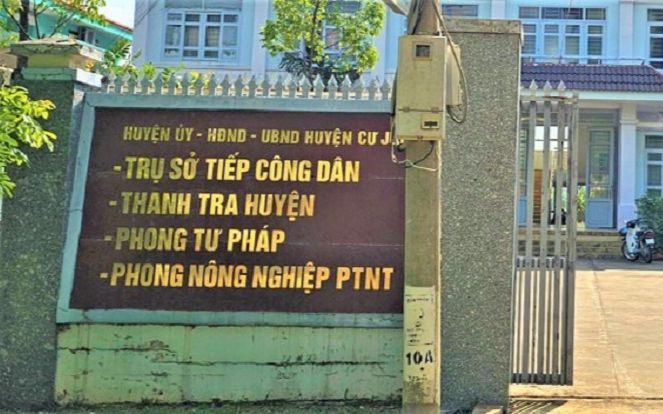 HUYỆN ỦY - HĐND - UBND HUYỆN CƯ
-TRỤ SỞ TIẾP CÔNG DÂN
-THANH TRA HUYỆN
-PHÒNG TƯ PHÁP
-PHÒNG NÔNG NGHIỆP PTNT
10A